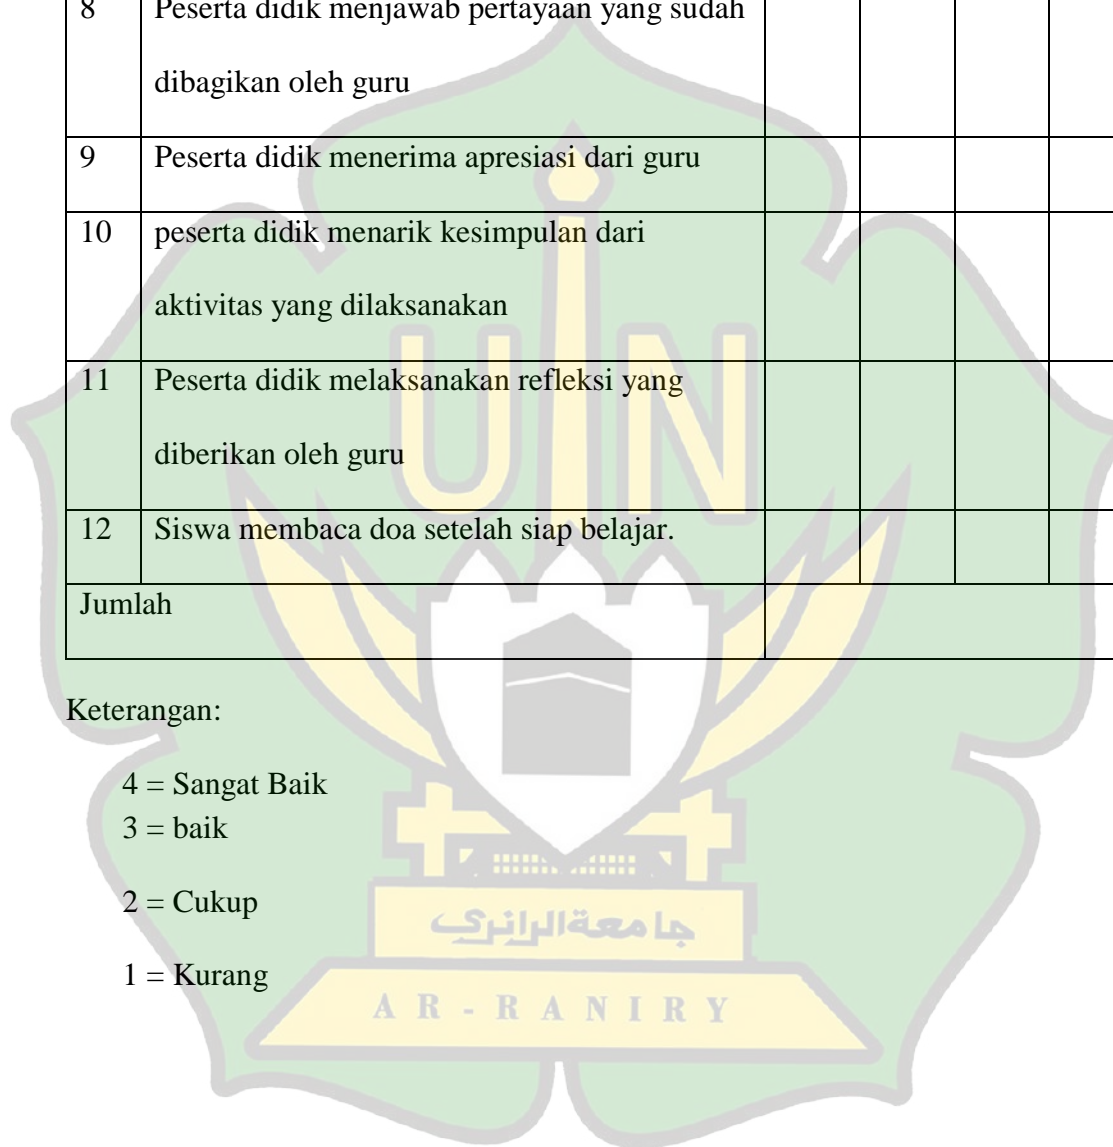 8 Peserta didik menjawab pertayaan yang sudah
dibagikan oleh guru
9 Peserta didik menerima apresiasi dari guru
10 peserta didik menarik kesimpulan dari
aktivitas yang dilaksanakan
11 Peserta didik melaksanakan refleksi yang
diberikan oleh guru
12 Siswa membaca doa setelah siap belajar.
Jumlah
Keterangan:
4 = Sangat Baik
3 = baik
2 = Cukup
1 = Kurang
UIN
جامعةالرانري
AR-RANIRY